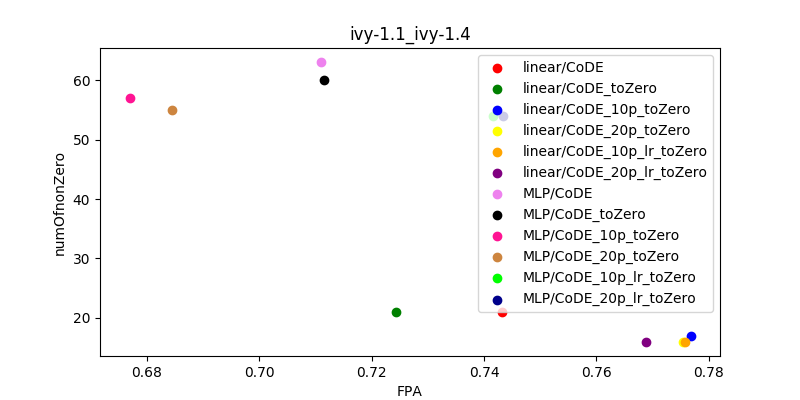 ivy-1.1_ivy-1.4
numOfnonZero
60
50
40
30
20
0.68
0.70
0.72
0.74
0.76
0.78
FPA
linear/CoDE
linear/CoDE_toZero
linear/CoDE_10p_toZero
linear/CoDE_20p_toZero
linear/CoDE_10p_lr_toZero
linear/CoDE_20p_lr_toZero
MLP/CoDE
MLP/CoDE_toZero
MLP/CoDE_10p_toZero
MLP/CoDE_20p_toZero
MLP/CoDE_10p_lr_toZero
MLP/CoDE_20p_lr_toZero